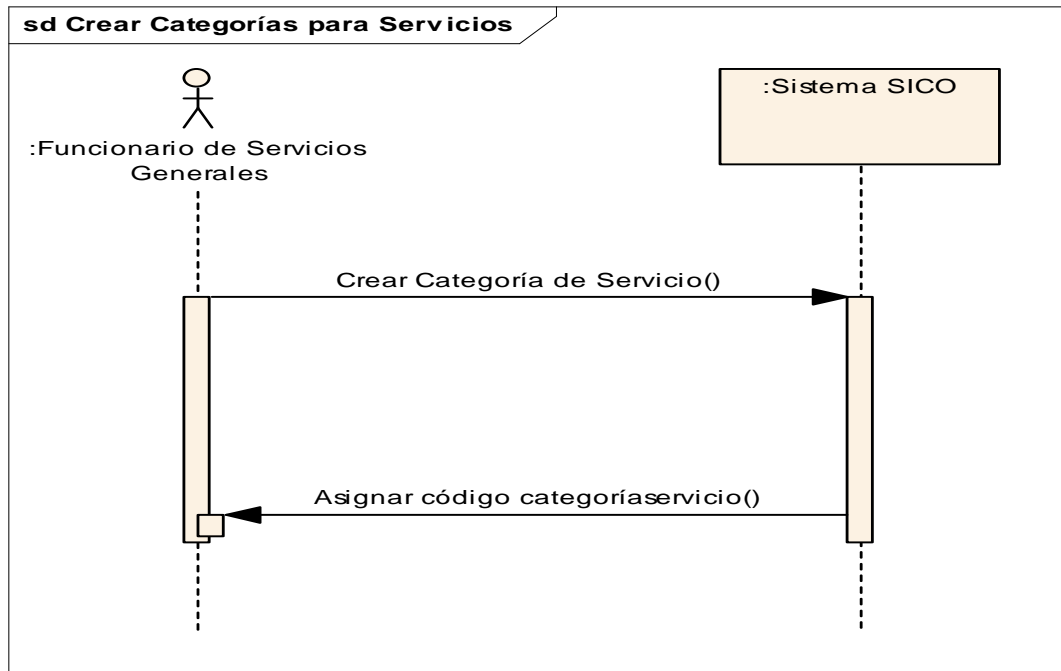 sd Crear Categorías para Servicios
:Sistema SICO
:Funcionario de Servicios
Generales
Crear Categoría de Servicio()
Asignar código categoríaservicio()